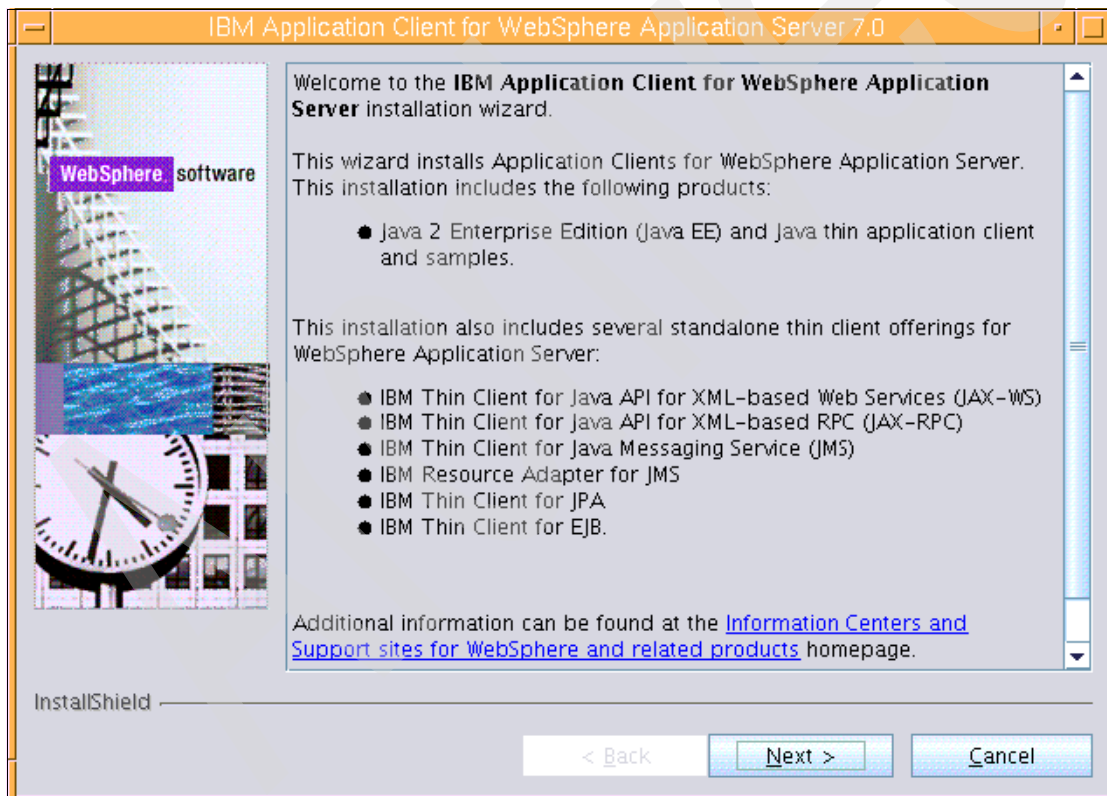 IBM Application Client for WebSphere Application Server 7.0
WebSphere software
Welcome to the IBM Application Client for WebSphere Application
Server installation wizard.
This wizard installs Application Clients for WebSphere Application Server.
This installation includes the following products:
● Java 2 Enterprise Edition (Java EE) and Java thin application client
and samples.
This installation also includes several standalone thin client offerings for
WebSphere Application Server:
● IBM Thin Client for Java API for XML-based Web Services (JAX-WS)
● IBM Thin Client for Java API for XML-based RPC (JAX-RPC)
● IBM Thin Client for Java Messaging Service (JMS)
● IBM Resource Adapter for JMS
● IBM Thin Client for JPA
● IBM Thin Client for EJB.
Additional information can be found at the Information Centers and
Support sites for WebSphere and related products homepage.
InstallShield
< Back
Next >
Cancel